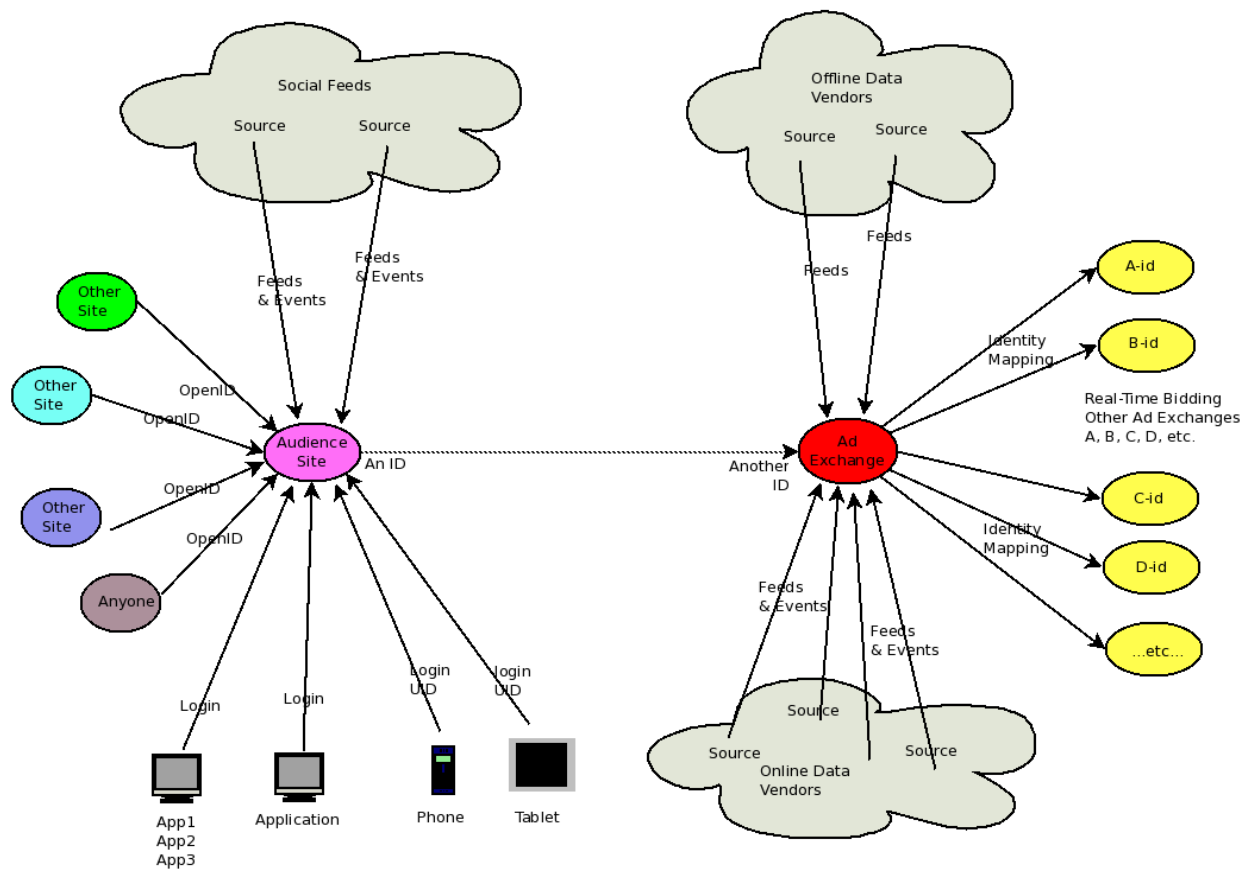 Social Feeds
Source
Source
Offline Data
Vendors
Source
Source
Feeds
& Events
Feeds
& Events
Feeds
Feeds
Other
Site
Other
Site
Other
Site
Anyone
OpenID
OpenID
OpenID
OpenID
Audience
Site
An ID
Another
ID
Ad
Exchange
Identity
Mapping
Identity
Mapping
A-id
B-id
Real-Time Bidding
Other Ad Exchanges
A, B, C, D, etc.
C-id
D-id
...etc...
Login
Login
Login
UID
login
UID
App1
App2
App3
Application
Phone
Tablet
Feeds
& Events
Feeds
& Events
Source
Source
Source
Online Data
Vendors